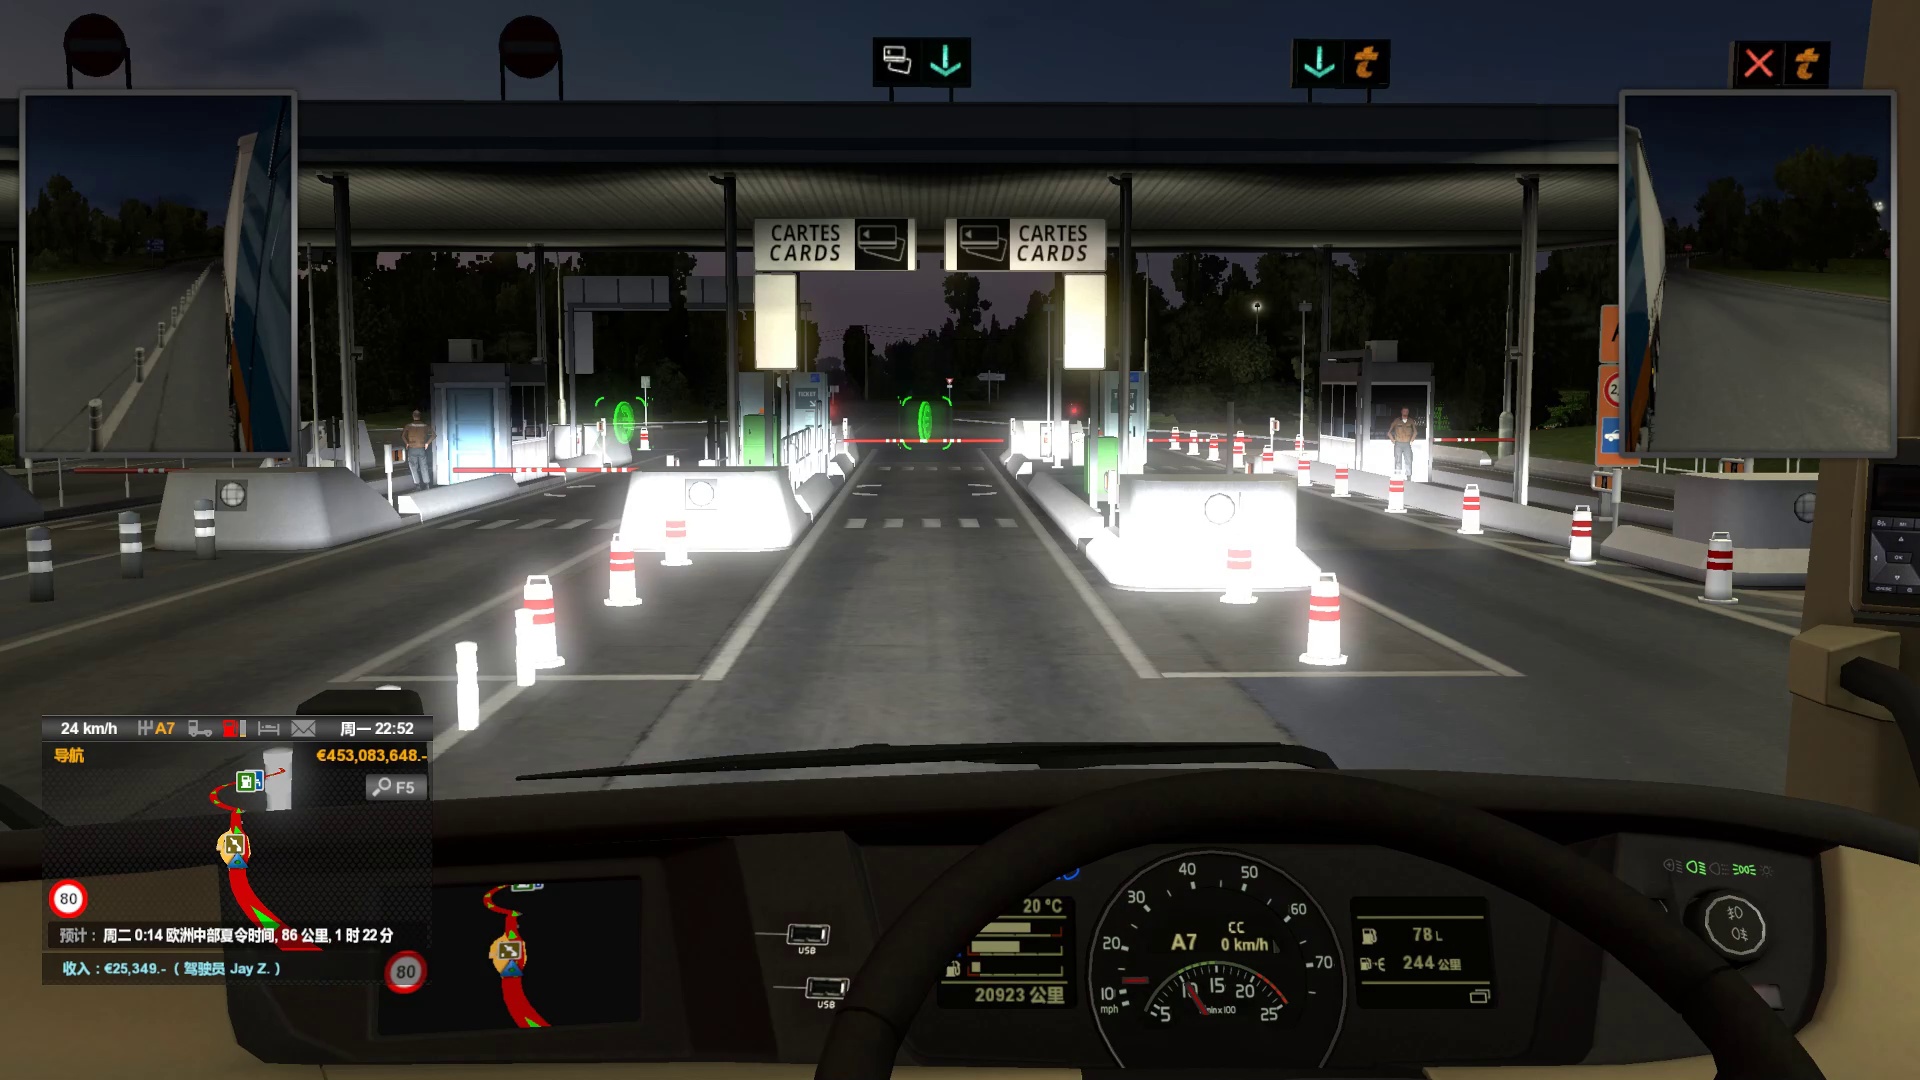 CARTES
CARDS
CARTES
CARDS
TICKET
24 km/h
A7
周一 22:52
导航
€453,083,648.-
F5
80
预计：周二 0:14 欧洲中部夏令时间, 86 公里, 1 时 22 分
收入：€25,349.- ( 驾驶员 Jay Z. )
80
USB
USB
20 °C
20923 公里
10
20
30
40
50
60
70
mph
A7
CC
0 km/h
5
10
15
20
25
min x100
78 L
244 公里